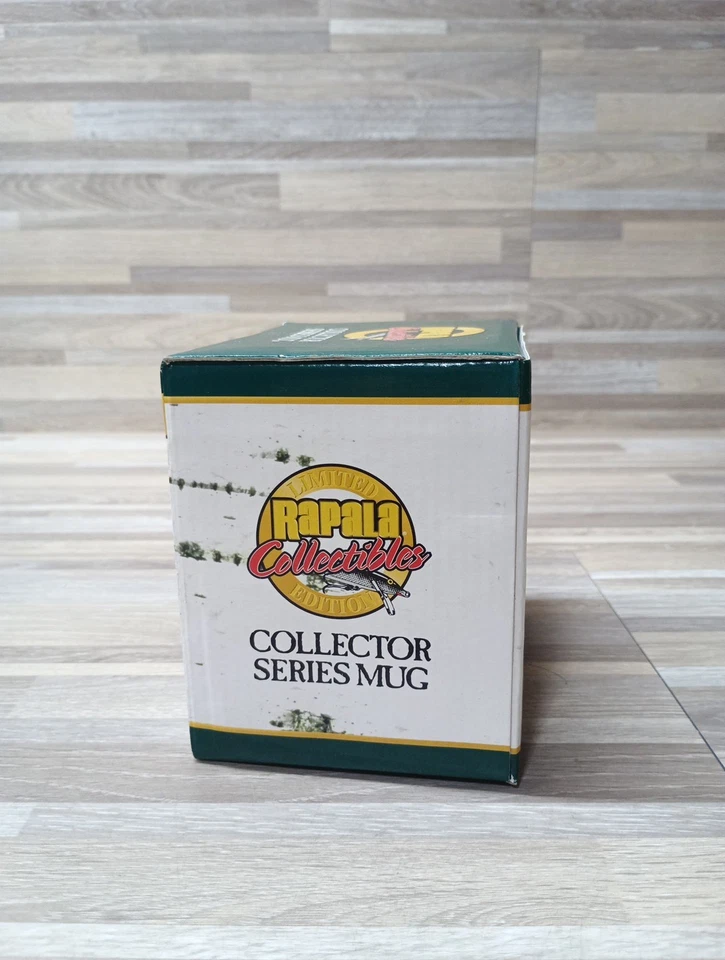 LIMITED
RAPALA
Collectibles
EDITION
COLLECTOR
SERIES MUG